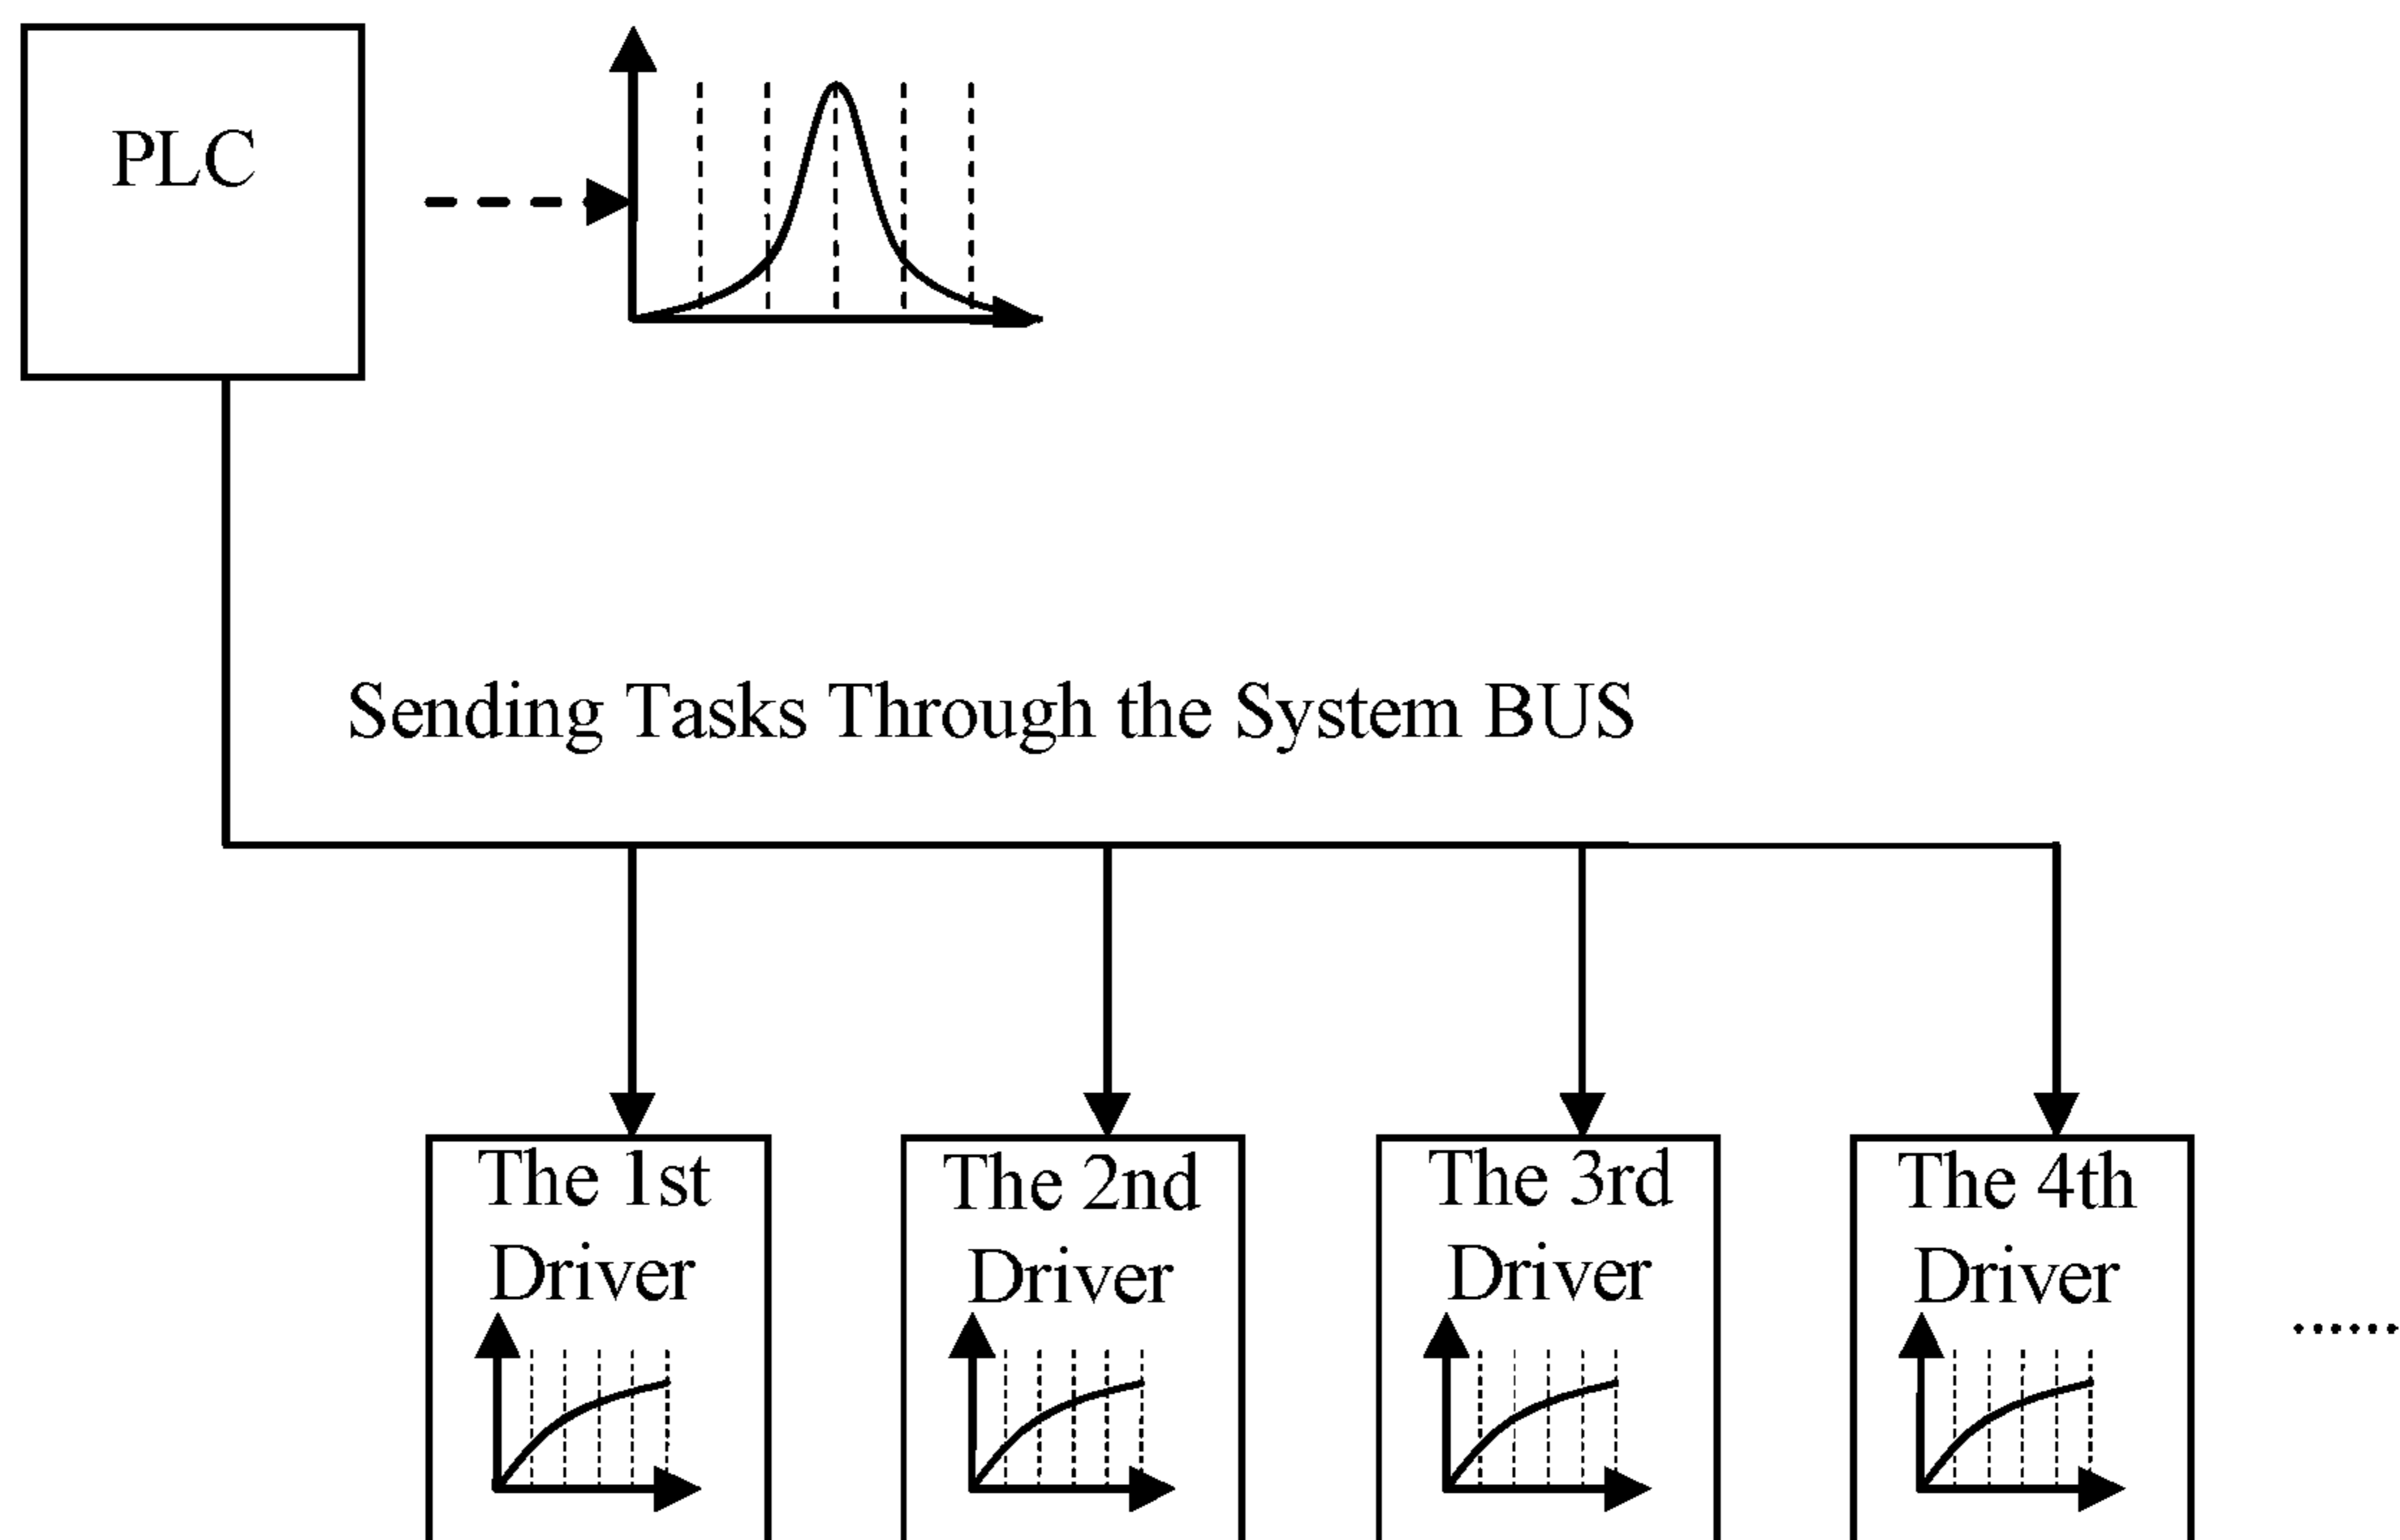 PLC
Sending Tasks Through the System BUS
The 1st
Driver
The 2nd
Driver
The 3rd
Driver
The 4th
Driver
......